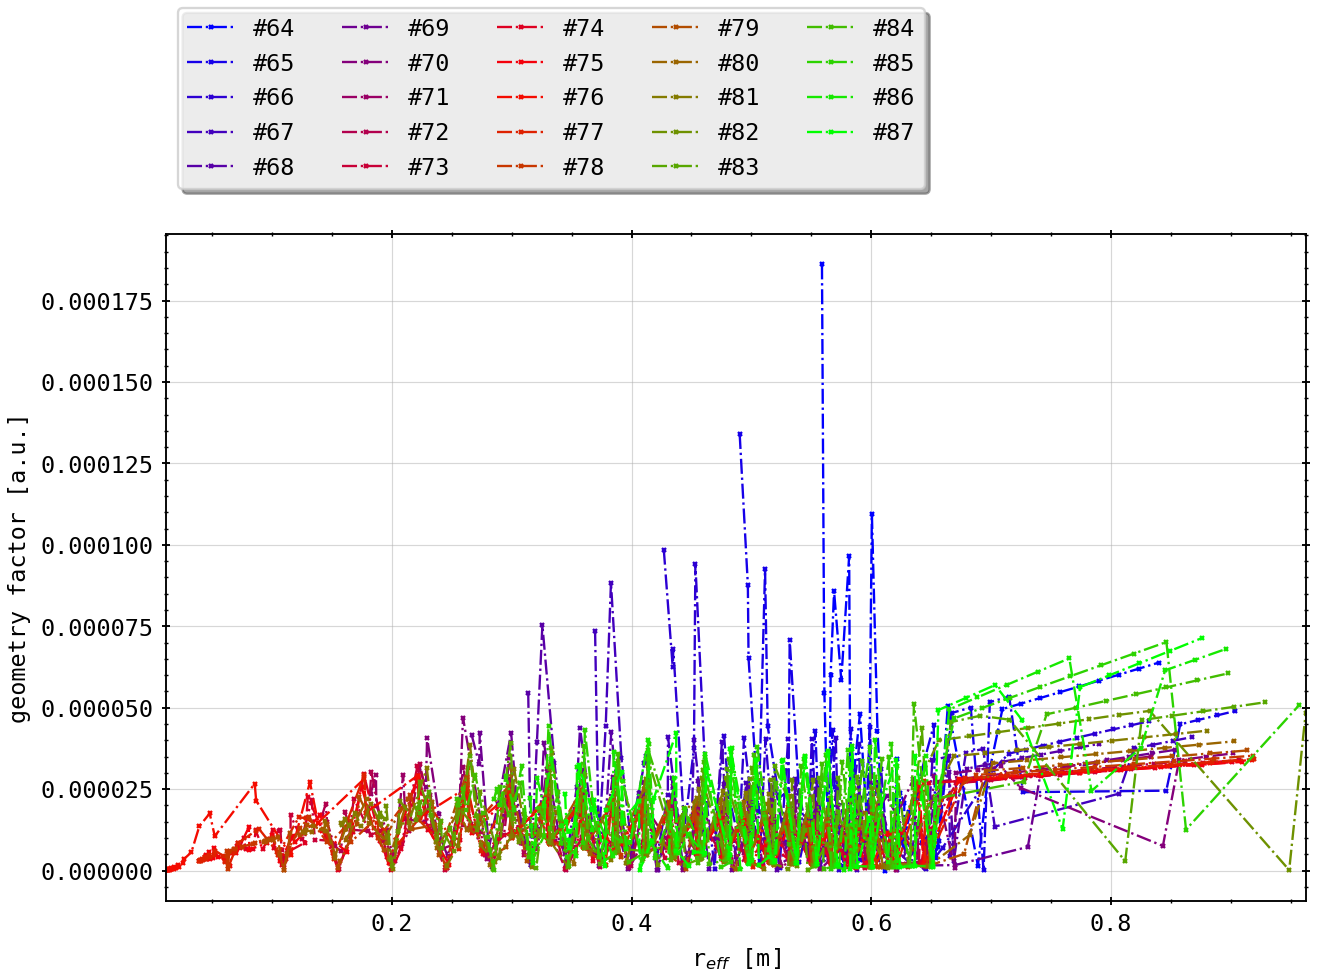 #64 #69 #74 #79 #84
#65 #70 #75 #80 #85
#66 #71 #76 #81 #86
#67 #72 #77 #82 #87
#68 #73 #78 #83
geometry factor [a.u.]
0.000175
0.000150
0.000125
0.000100
0.000075
0.000050
0.000025
0.000000
0.2 0.4 0.6 0.8
r_eff [m]